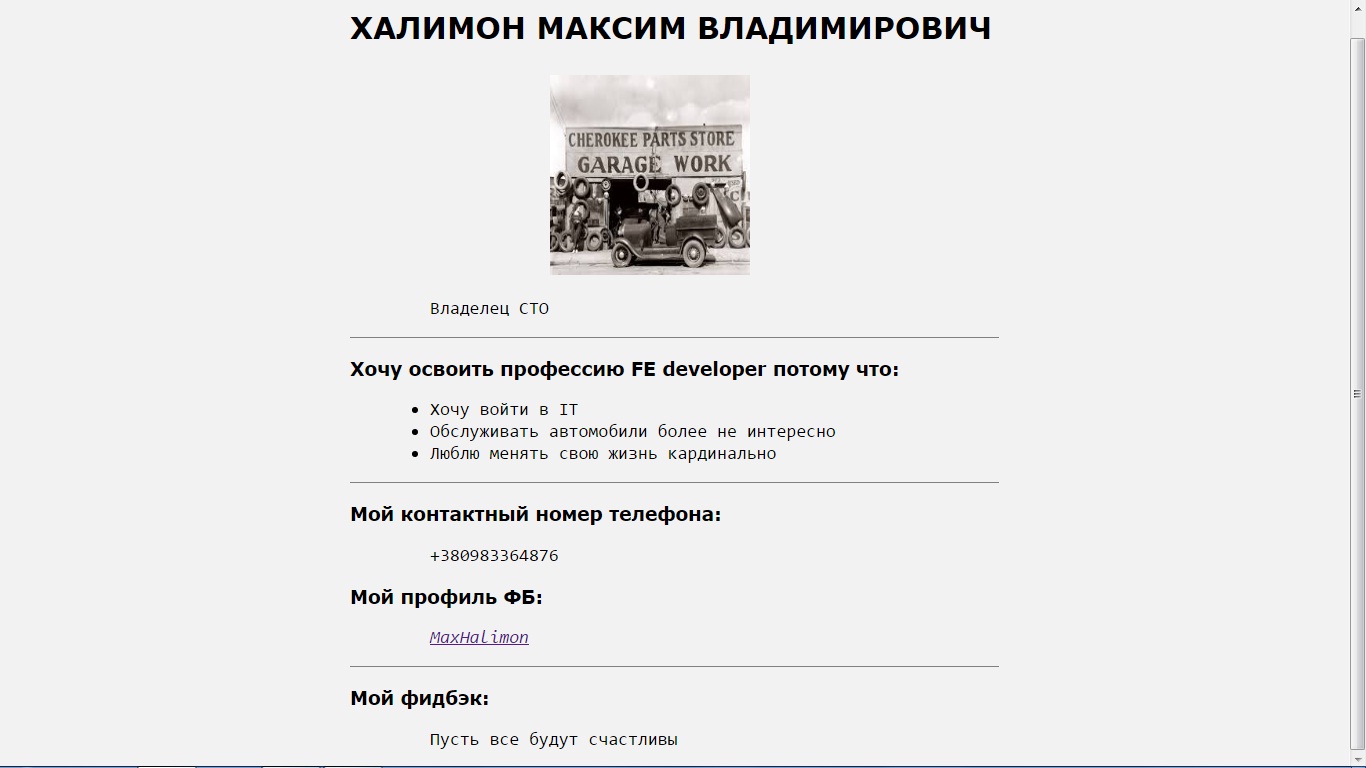 ХАЛИМОН МАКСИМ ВЛАДИМИРОВИЧ
CHEROKEE PARTS STORE
GARAGE WORK
Владелец СТО
Хочу освоить профессию FE developer потому что:
Хочу войти в IT
Обслуживать автомобили более не интересно
Люблю менять свою жизнь кардинально
Мой контактный номер телефона:
+380983364876
Мой профиль ФБ:
MaxHalimon
Мой фидбэк:
Пусть все будут счастливы